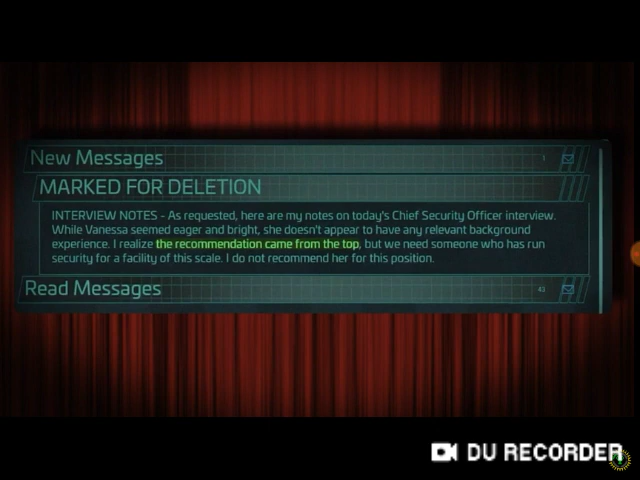 New Messages 1
MARKED FOR DELETION
INTERVIEW NOTES - As requested, here are my notes on today's Chief Security Officer interview.
While Vanessa seemed eager and bright, she doesn't appear to have any relevant background
experience. I realize the recommendation came from the top, but we need someone who has run
security for a facility of this scale. I do not recommend her for this position.
Read Messages 41
DU RECORDER